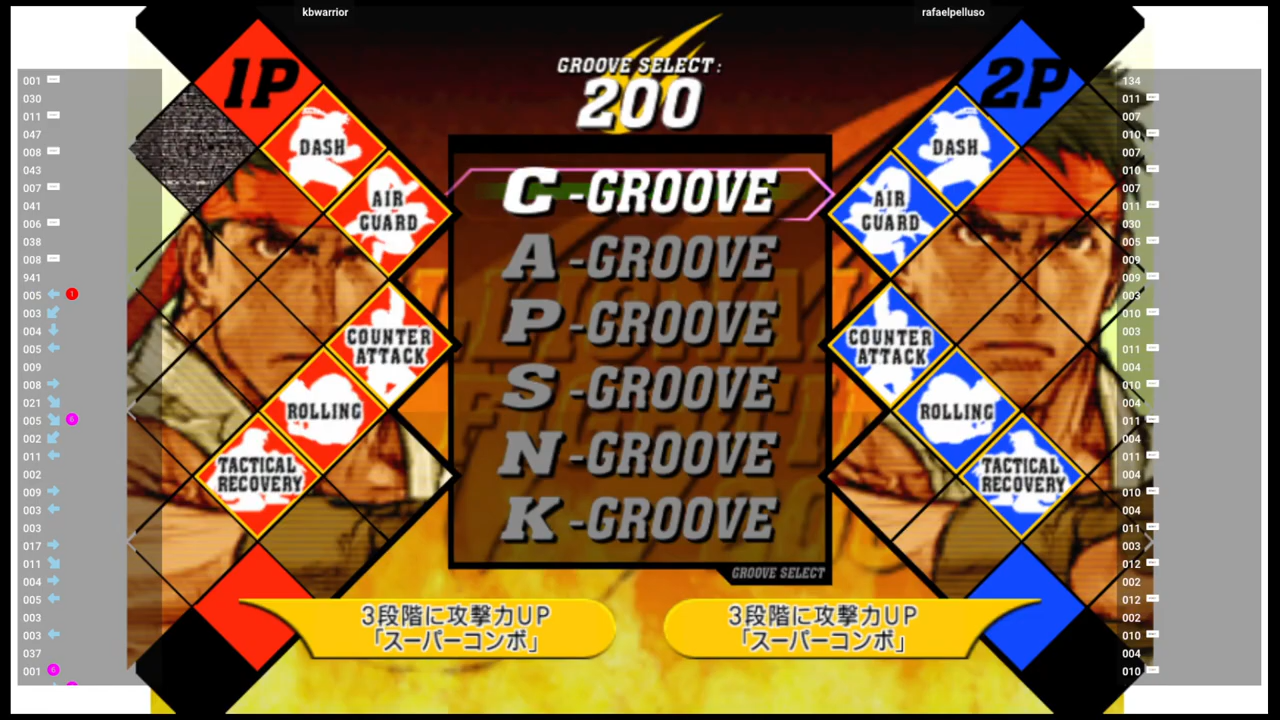 kbwarrior
rafaelpelluso
1P
2P
GROOVE SELECT:
200
DASH
AIR
GUARD
COUNTER
ATTACK
ROLLING
TACTICAL
RECOVERY
C-GROOVE
A-GROOVE
P-GROOVE
S-GROOVE
N-GROOVE
K-GROOVE
GROOVE SELECT
DASH
AIR
GUARD
COUNTER
ATTACK
ROLLING
TACTICAL
RECOVERY
3段階に攻撃力UP
「スーパーコンボ」
3段階に攻撃力UP
「スーパーコンボ」
001
030
011
047
008
043
007
041
006
038
008
941
005 1
003
004
005
009
008
021
005 6
002
011
002
009
003
003
017
011
004
005
003
003
037
001 6
134
011
007
010
007
010
007
011
030
005
009
009
003
010
003
011
004
010
004
011
004
011
004
010
004
011
003
012
002
012
002
010
004
010